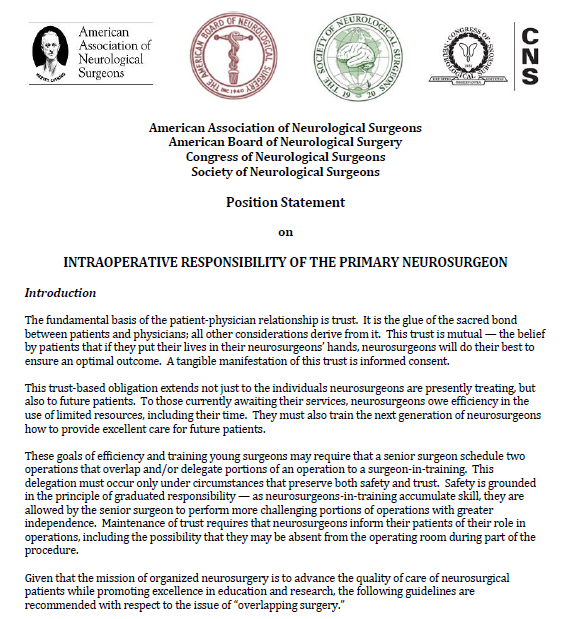 American
Association of
Neurological
Surgeons
HARVEY CUSHING
THE AMERICAN BOARD OF NEUROLOGICAL SURGERY
INC 1940
THE SOCIETY OF NEUROLOGICAL SURGEONS
1920
CONGRESS OF
NEUROLOGICAL SURGEONS
CNS
American Association of Neurological Surgeons
American Board of Neurological Surgery
Congress of Neurological Surgeons
Society of Neurological Surgeons
Position Statement
on
INTRAOPERATIVE RESPONSIBILITY OF THE PRIMARY NEUROSURGEON
Introduction
The fundamental basis of the patient-physician relationship is trust. It is the glue of the sacred bond
between patients and physicians; all other considerations derive from it. This trust is mutual — the belief
by patients that if they put their lives in their neurosurgeons' hands, neurosurgeons will do their best to
ensure an optimal outcome. A tangible manifestation of this trust is informed consent.
This trust-based obligation extends not just to the individuals neurosurgeons are presently treating, but
also to future patients. To those currently awaiting their services, neurosurgeons owe efficiency in the
use of limited resources, including their time. They must also train the next generation of neurosurgeons
how to provide excellent care for future patients.
These goals of efficiency and training young surgeons may require that a senior surgeon schedule two
operations that overlap and/or delegate portions of an operation to a surgeon-in-training. This
delegation must occur only under circumstances that preserve both safety and trust. Safety is grounded
in the principle of graduated responsibility — as neurosurgeons-in-training accumulate skill, they are
allowed by the senior surgeon to perform more challenging portions of operations with greater
independence. Maintenance of trust requires that neurosurgeons inform their patients of their role in
operations, including the possibility that they may be absent from the operating room during part of the
procedure.
Given that the mission of organized neurosurgery is to advance the quality of care of neurosurgical
patients while promoting excellence in education and research, the following guidelines are
recommended with respect to the issue of "overlapping surgery."